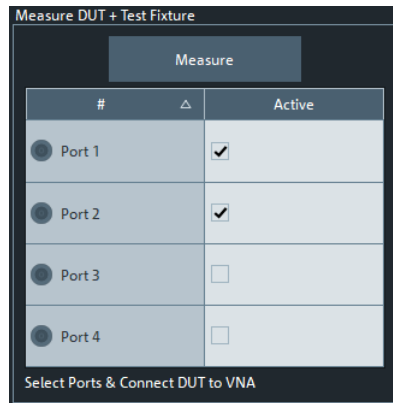 Measure DUT + Test Fixture
Measure
# Active
Port 1
Port 2
Port 3
Port 4
Select Ports & Connect DUT to VNA